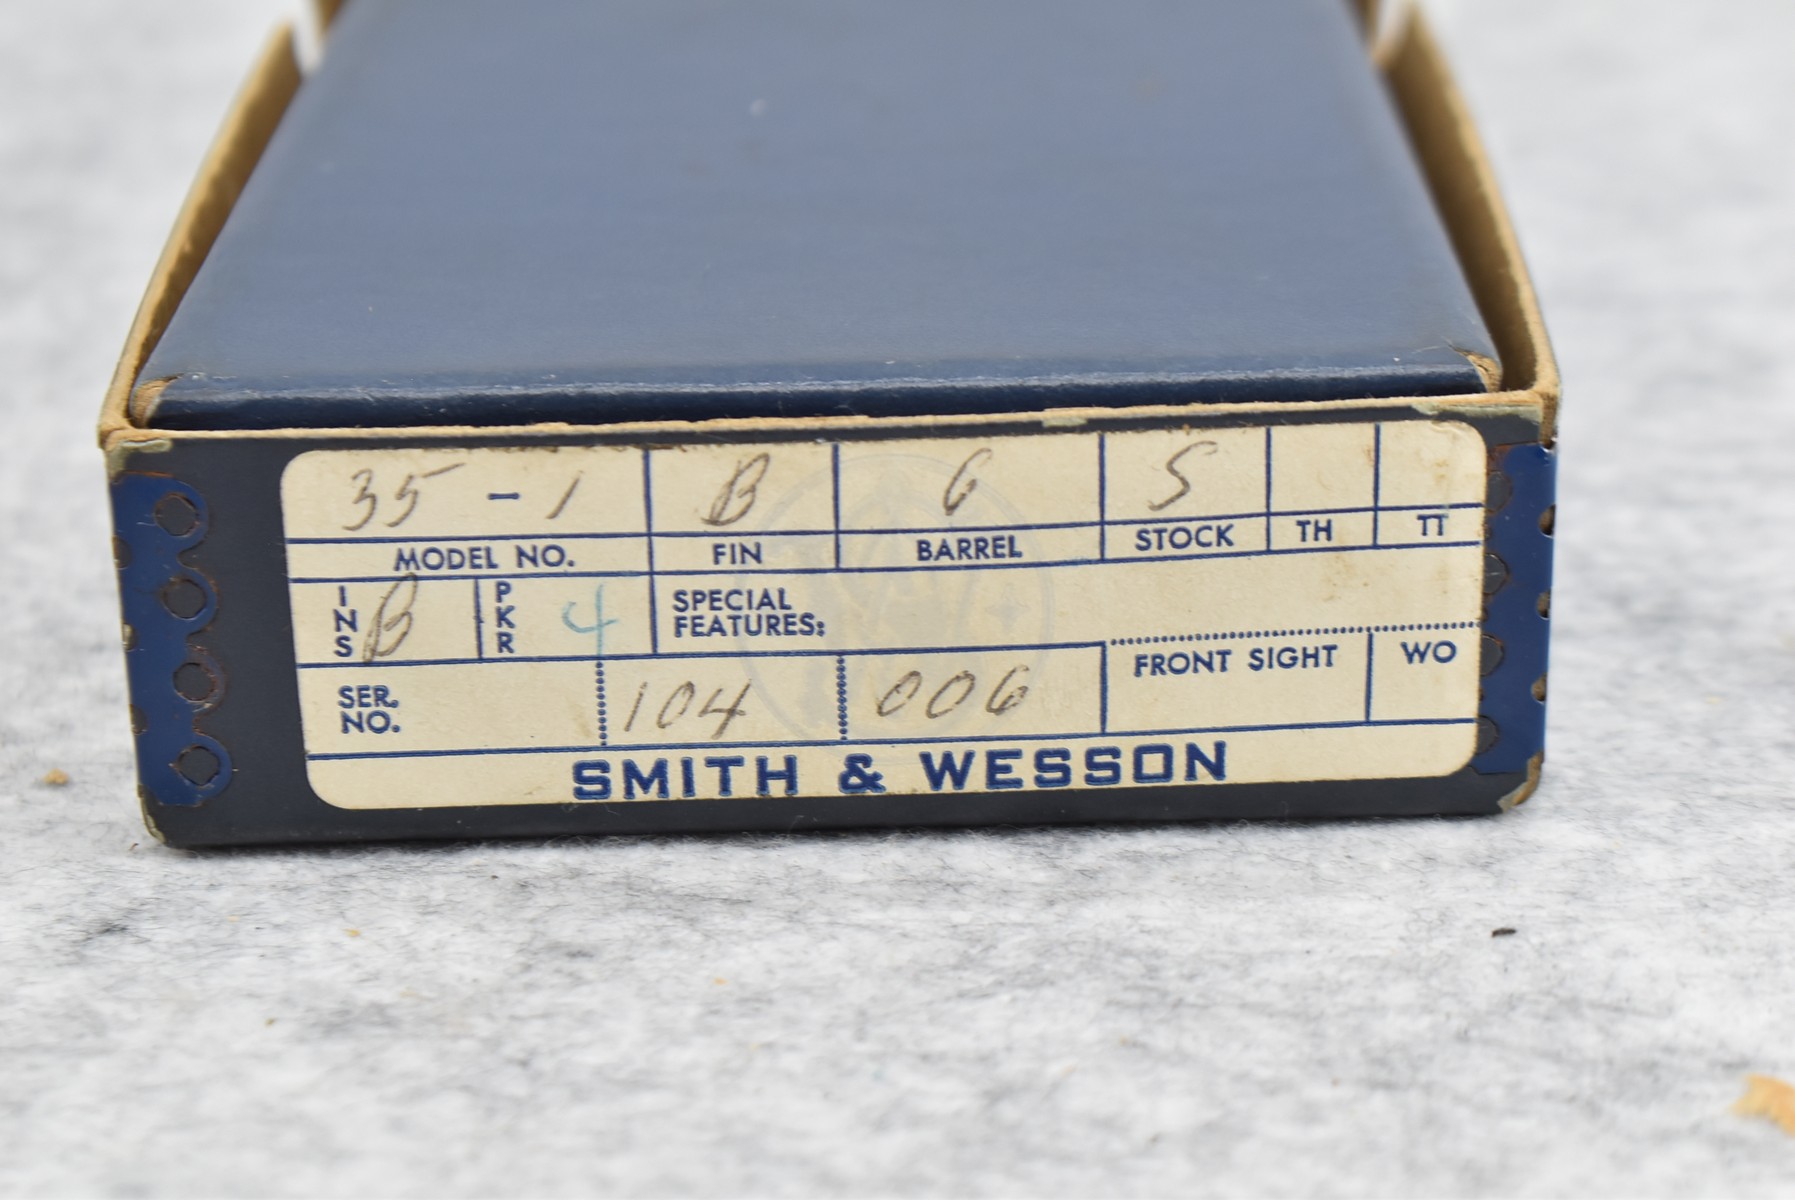 35-1 B 6 S
MODEL NO. FIN BARREL STOCK TH TT
INS B PKR 4 SPECIAL
FEATURES:
FRONT SIGHT WO
SER.
NO. 104 006
SMITH & WESSON